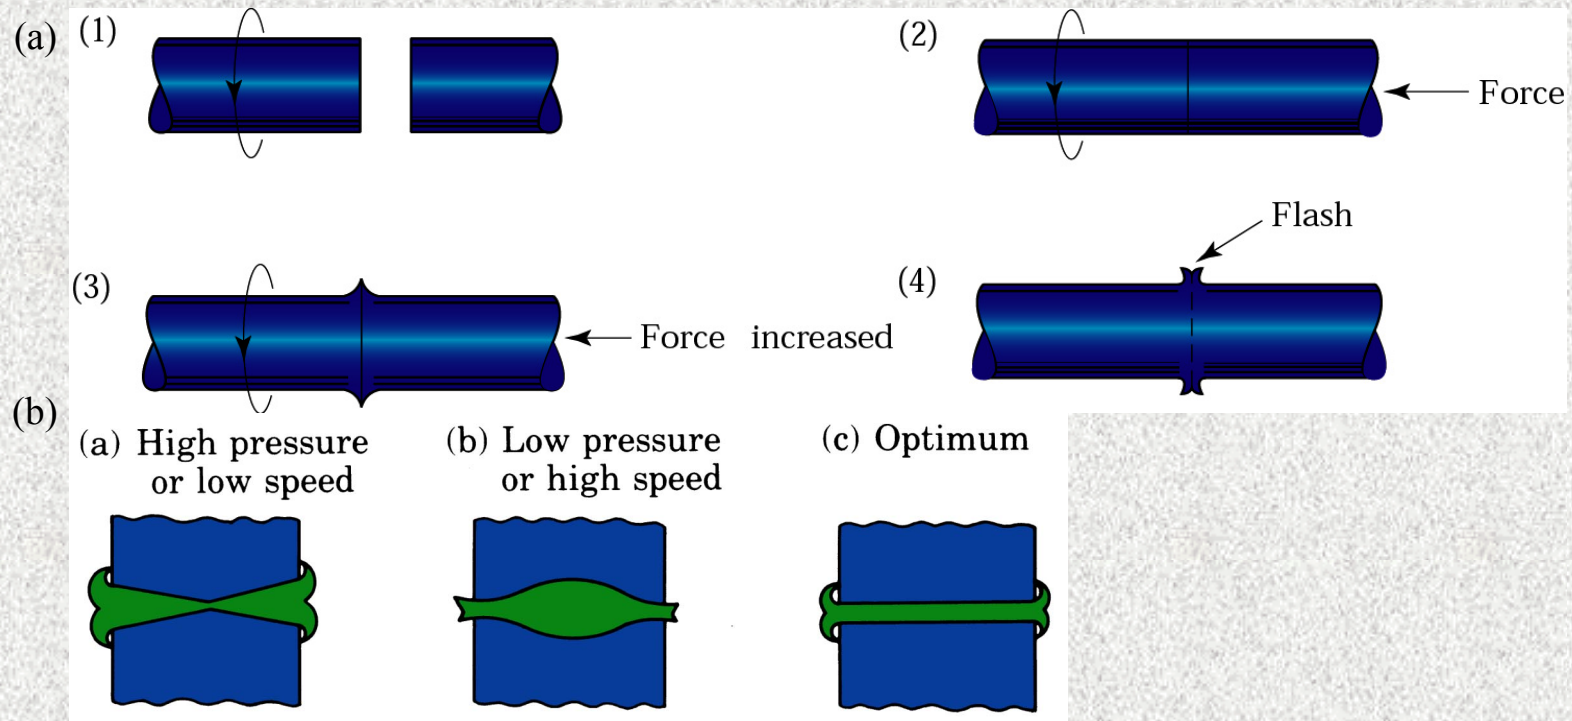 (a)
(1)
(2)
Force
Flash
(3)
Force increased
(4)
(b)
(a) High pressure
or low speed
(b) Low pressure
or high speed
(c) Optimum